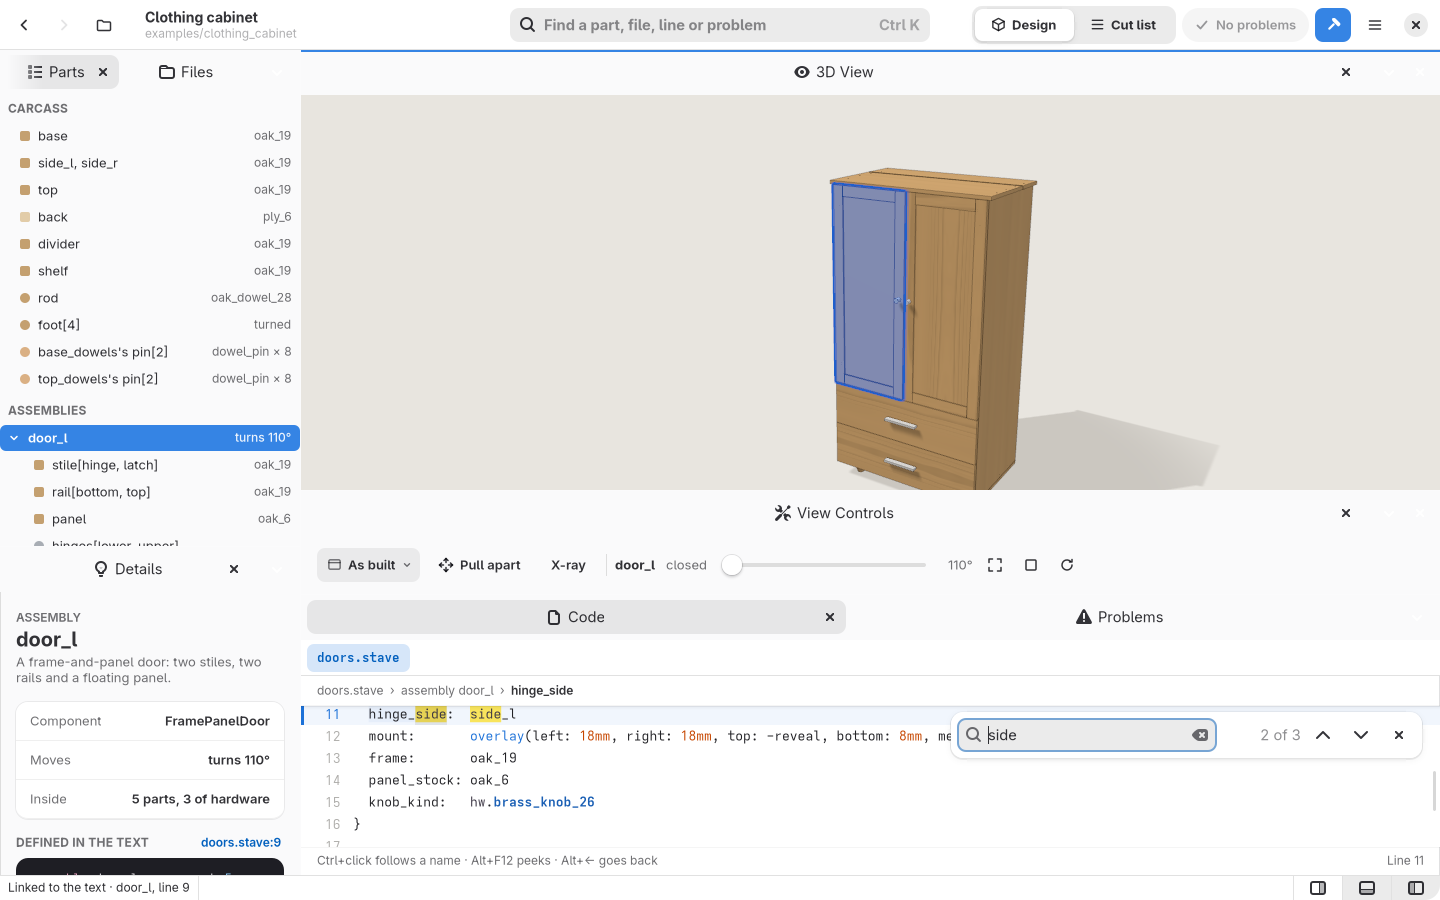 Clothing cabinet
examples/clothing_cabinet
Find a part, file, line or problem Ctrl K
Design
Cut list
No problems
Parts
Files
3D View
CARCASS
base oak_19
side_l, side_r oak_19
top oak_19
back ply_6
divider oak_19
shelf oak_19
rod oak_dowel_28
foot[4] turned
base_dowels's pin[2] dowel_pin × 8
top_dowels's pin[2] dowel_pin × 8
ASSEMBLIES
door_l turns 110°
stile[hinge, latch] oak_19
rail[bottom, top] oak_19
panel oak_6
hinges[lower, upper]
Details
ASSEMBLY
door_l
A frame-and-panel door: two stiles, two
rails and a floating panel.
Component FramePanelDoor
Moves turns 110°
Inside 5 parts, 3 of hardware
DEFINED IN THE TEXT doors.stave:9
View Controls
As built
Pull apart
X-ray
door_l closed 110°
Code
Problems
doors.stave
doors.stave › assembly door_l › hinge_side
11 hinge_side: side_l
12 mount: overlay(left: 18mm, right: 18mm, top: -reveal, bottom: 8mm, me
13 frame: oak_19
14 panel_stock: oak_6
15 knob_kind: hw.brass_knob_26
16 }
17
side 2 of 3
Ctrl+click follows a name · Alt+F12 peeks · Alt+← goes back Line 11
Linked to the text · door_l, line 9